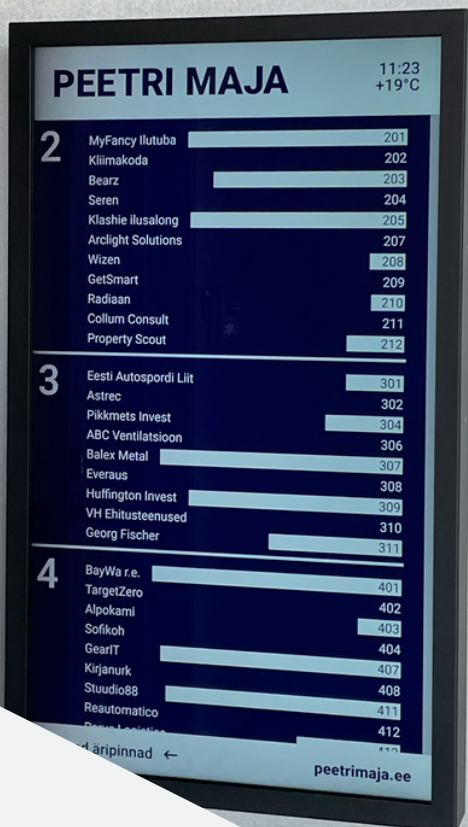 PEETRI MAJA 11:23
+19°C
2 MyFancy Ilutuba 201
Kliimakoda 202
Bearz 203
Seren 204
Klashie ilusalong 205
Arclight Solutions 207
Wizen 208
GetSmart 209
Radiaan 210
Collum Consult 211
Property Scout 212
3 Eesti Autospordi Liit 301
Astrec 302
Pikkmets Invest 304
ABC Ventilatsioon 306
Balex Metal 307
Everaus 308
Huffington Invest 309
VH Ehitusteenused 310
Georg Fischer 311
4 BayWa r.e. 401
TargetZero 402
Alpokami 403
Sofikoh 404
GearIT 407
Kirjanurk 408
Stuudio88 411
Reautomatico 412
äripinnad ← peetrimaja.ee